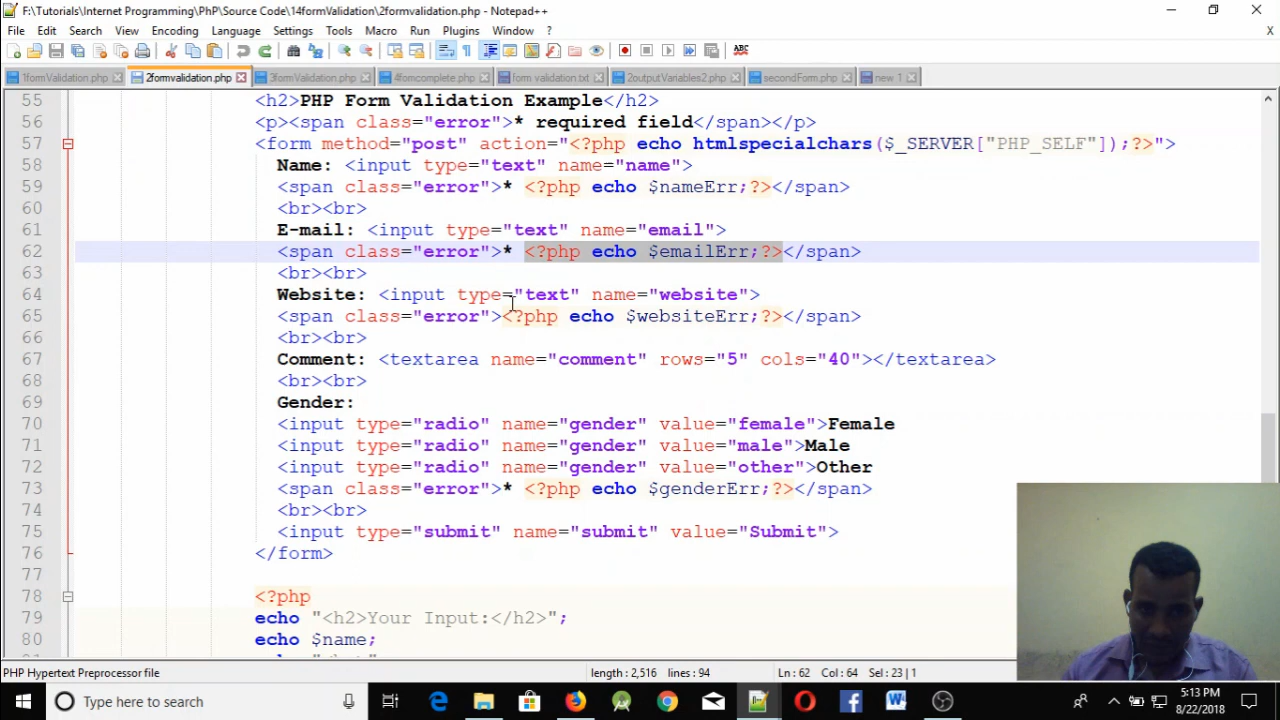 F:\Tutorials\Internet Programming\PhP\Source Code\14formValidation\2formvalidation.php - Notepad++
File Edit Search View Encoding Language Settings Tools Macro Run Plugins Window ? X
1formValidation.php 2formvalidation.php 3formValidation.php 4fomcomplete.php form validation.txt 2outputVariables2.php secondForm.php new 1
55 <h2>PHP Form Validation Example</h2>
56 <p><span class="error">* required field</span></p>
57 <form method="post" action="<?php echo htmlspecialchars($_SERVER["PHP_SELF"]);?>">
58 Name: <input type="text" name="name">
59 <span class="error">* <?php echo $nameErr;?></span>
60 <br><br>
61 E-mail: <input type="text" name="email">
62 <span class="error">* <?php echo $emailErr;?></span>
63 <br><br>
64 Website: <input type="text" name="website">
65 <span class="error"><?php echo $websiteErr;?></span>
66 <br><br>
67 Comment: <textarea name="comment" rows="5" cols="40"></textarea>
68 <br><br>
69 Gender:
70 <input type="radio" name="gender" value="female">Female
71 <input type="radio" name="gender" value="male">Male
72 <input type="radio" name="gender" value="other">Other
73 <span class="error">* <?php echo $genderErr;?></span>
74 <br><br>
75 <input type="submit" name="submit" value="Submit">
76 </form>
77
78 <?php
79 echo "<h2>Your Input:</h2>";
80 echo $name;
PHP Hypertext Preprocessor file length : 2,516 lines : 94 Ln : 62 Col : 64 Sel : 23 | 1
Type here to search
5:13 PM
8/22/2018